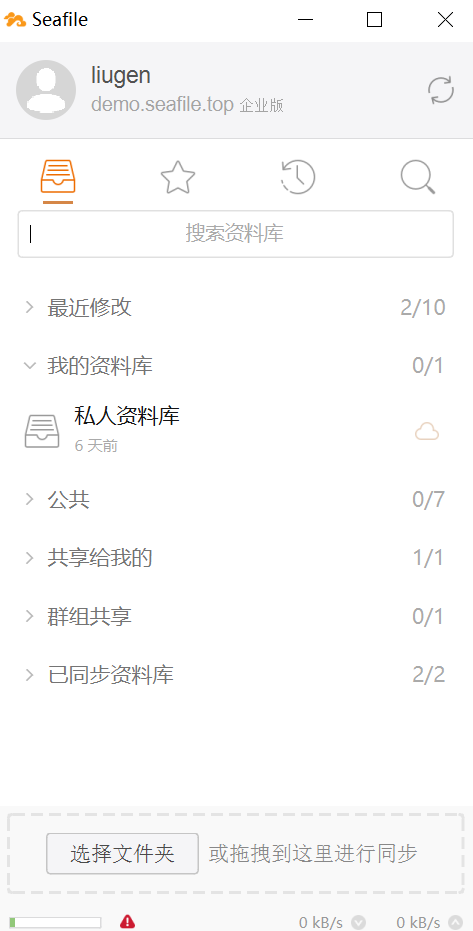 Seafile
liugen
demo.seafile.top 企业版
搜索资料库
最近修改 2/10
我的资料库 0/1
私人资料库
6 天前
公共 0/7
共享给我的 1/1
群组共享 0/1
已同步资料库 2/2
选择文件夹 或拖拽到这里进行同步
0 kB/s 0 kB/s